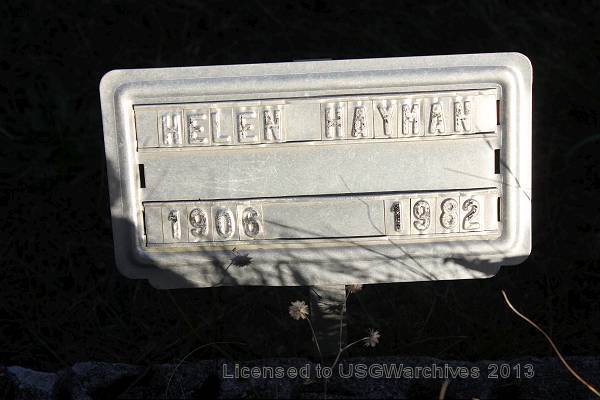 HELEN HAYMAN
1906 1982
Licensed to USGWarchives 2013